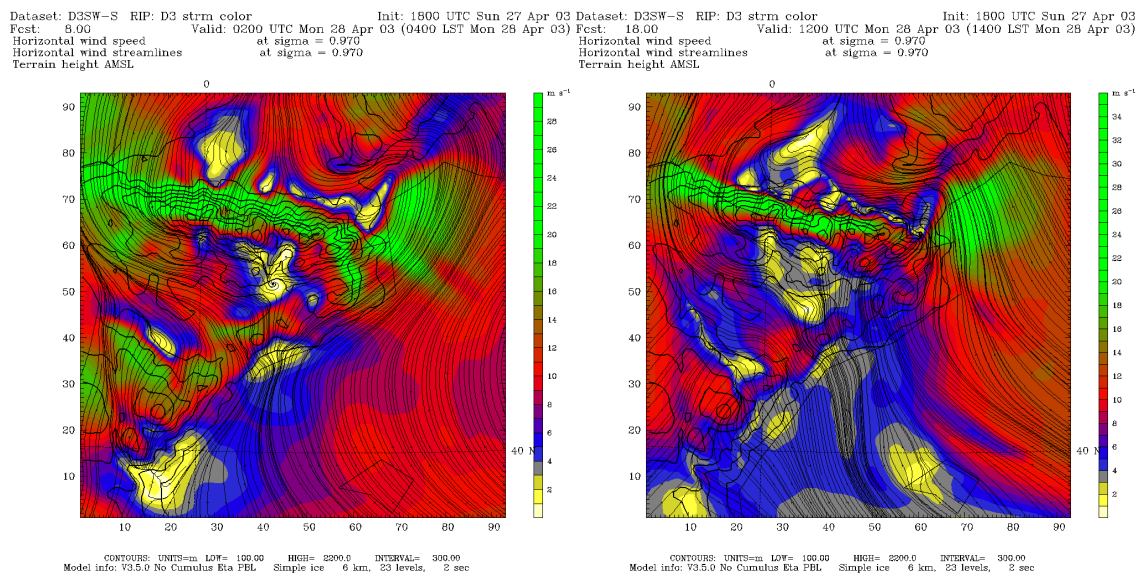 Dataset: D3SW-S RIP: D3 strm color Init: 1800 UTC Sun 27 Apr 03
Fcst: 8.00 Valid: 0200 UTC Mon 28 Apr 03 (0400 LST Mon 28 Apr 03)
Horizontal wind speed at sigma = 0.970
Horizontal wind streamlines at sigma = 0.970
Terrain height AMSL
0
m s⁻¹
90
80
70
60
50
40
30
20
10
10 20 30 40 50 60 70 80 90
28
26
24
22
20
18
16
14
12
10
8
6
4
2
CONTOURS: UNITS=m LOW= 100.00 HIGH= 2200.0 INTERVAL= 300.00
Model info: V3.5.0 No Cumulus Eta PBL Simple ice 6 km, 23 levels, 2 sec
Dataset: D3SW-S RIP: D3 strm color Init: 1800 UTC Sun 27 Apr 03
Fcst: 18.00 Valid: 1200 UTC Mon 28 Apr 03 (1400 LST Mon 28 Apr 03)
Horizontal wind speed at sigma = 0.970
Horizontal wind streamlines at sigma = 0.970
Terrain height AMSL
0
m s⁻¹
90
80
70
60
50
40
30
20
10
10 20 30 40 50 60 70 80 90
40 N
34
32
30
28
26
24
22
20
18
16
14
12
10
8
6
4
2
CONTOURS: UNITS=m LOW= 100.00 HIGH= 2200.0 INTERVAL= 300.00
Model info: V3.5.0 No Cumulus Eta PBL Simple ice 6 km, 23 levels, 2 sec